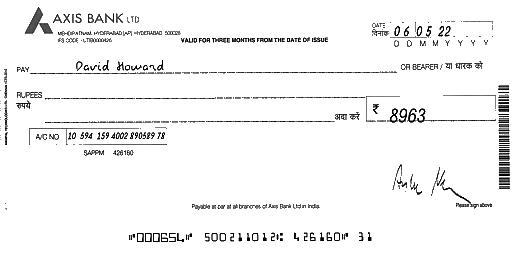 AXIS BANK LTD
MEHDIPATNAM, HYDERABAD [AP] HYDERABAD 500028
IFS CODE - UTIB0000426
VALID FOR THREE MONTHS FROM THE DATE OF ISSUE
DATE
दिनांक 06 05 22
D D M M Y Y Y Y
PAY David Howard OR BEARER / या धारक को
RUPEES
रुपये
अदा करें ₹ 8963
A/C NO 10 594 159 4002 890589 78
SAPPM 426160
Payable at par at all branches of Axis Bank Ltd in India.
Please sign above
⑈000654⑈ 500211012⑆ 426160⑈ 31